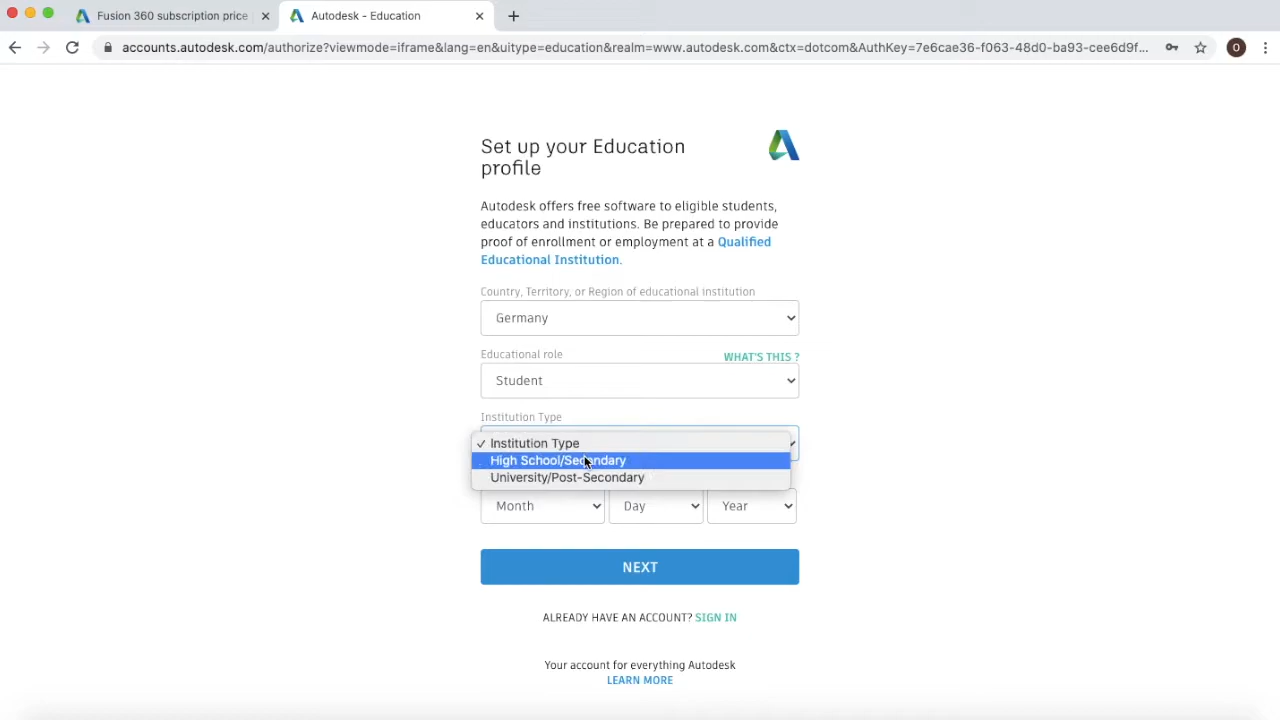 Fusion 360 subscription price
Autodesk - Education
accounts.autodesk.com/authorize?viewmode=iframe&lang=en&uitype=education&realm=www.autodesk.com&ctx=dotcom&AuthKey=7e6cae36-f063-48d0-ba93-cee6d9f...
O
Set up your Education
profile
Autodesk offers free software to eligible students,
educators and institutions. Be prepared to provide
proof of enrollment or employment at a Qualified
Educational Institution.
Country, Territory, or Region of educational institution
Germany
Educational role
WHAT'S THIS ?
Student
Institution Type
✓ Institution Type
High School/Secondary
University/Post-Secondary
Month Day Year
NEXT
ALREADY HAVE AN ACCOUNT? SIGN IN
Your account for everything Autodesk
LEARN MORE